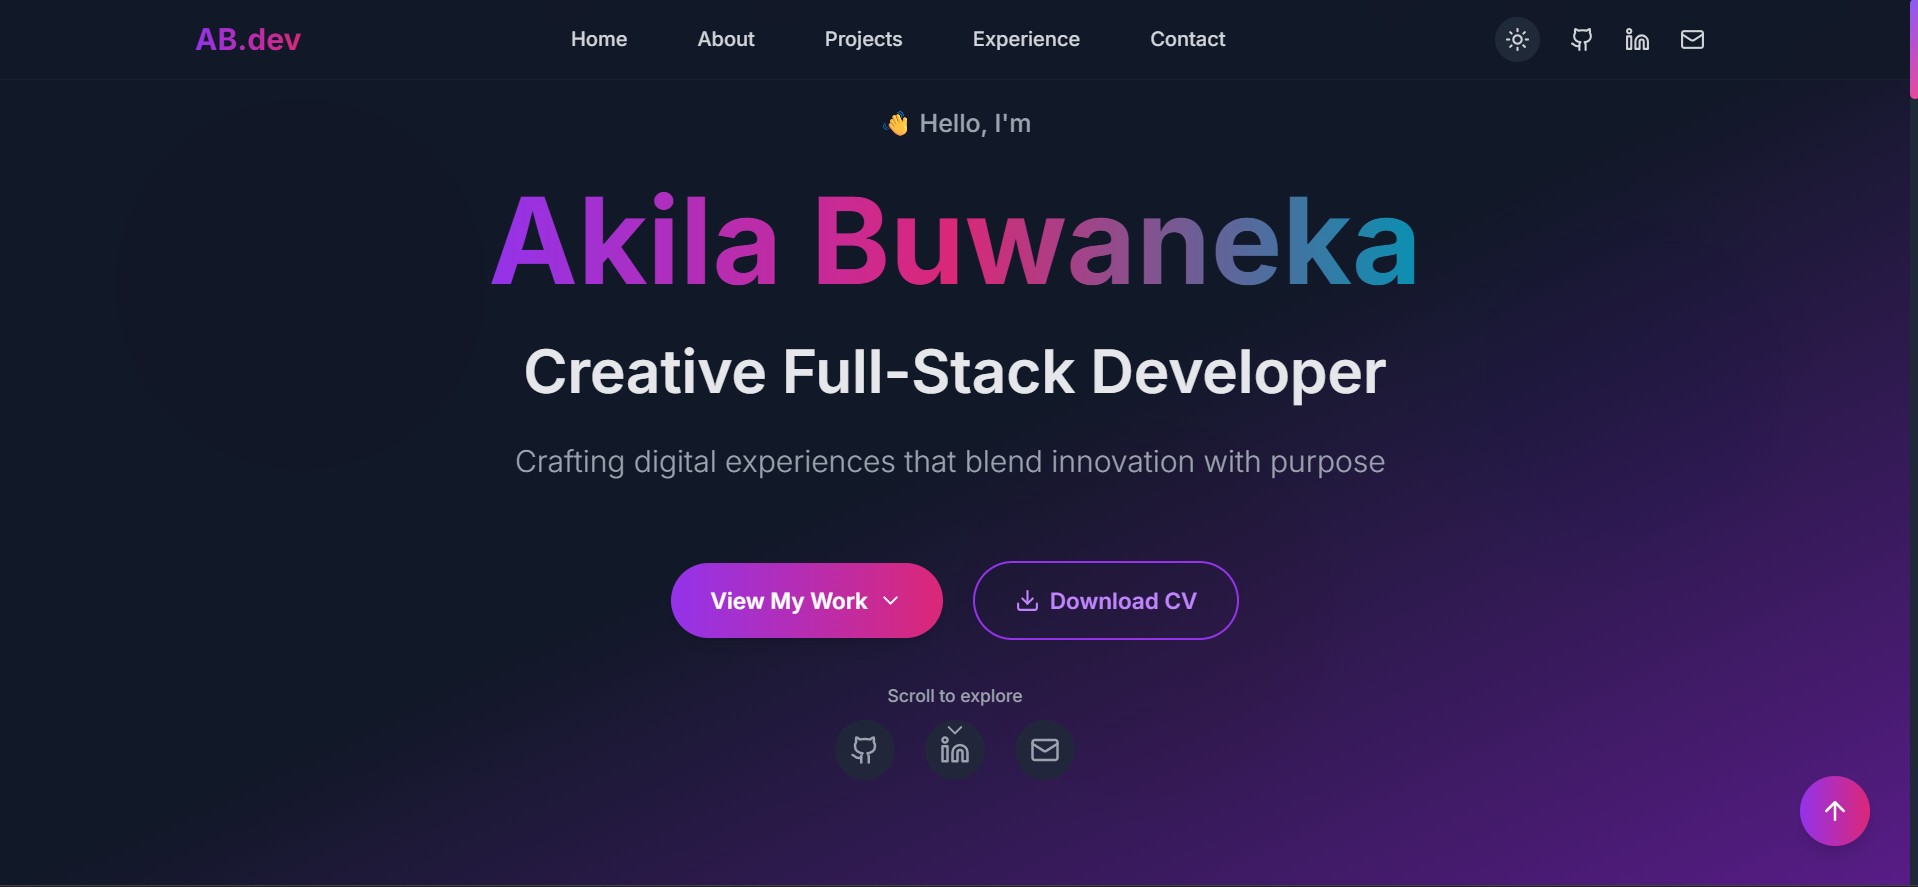 AB.dev
Home
About
Projects
Experience
Contact
👋 Hello, I'm
Akila Buwaneka
Creative Full-Stack Developer
Crafting digital experiences that blend innovation with purpose
View My Work
Download CV
Scroll to explore